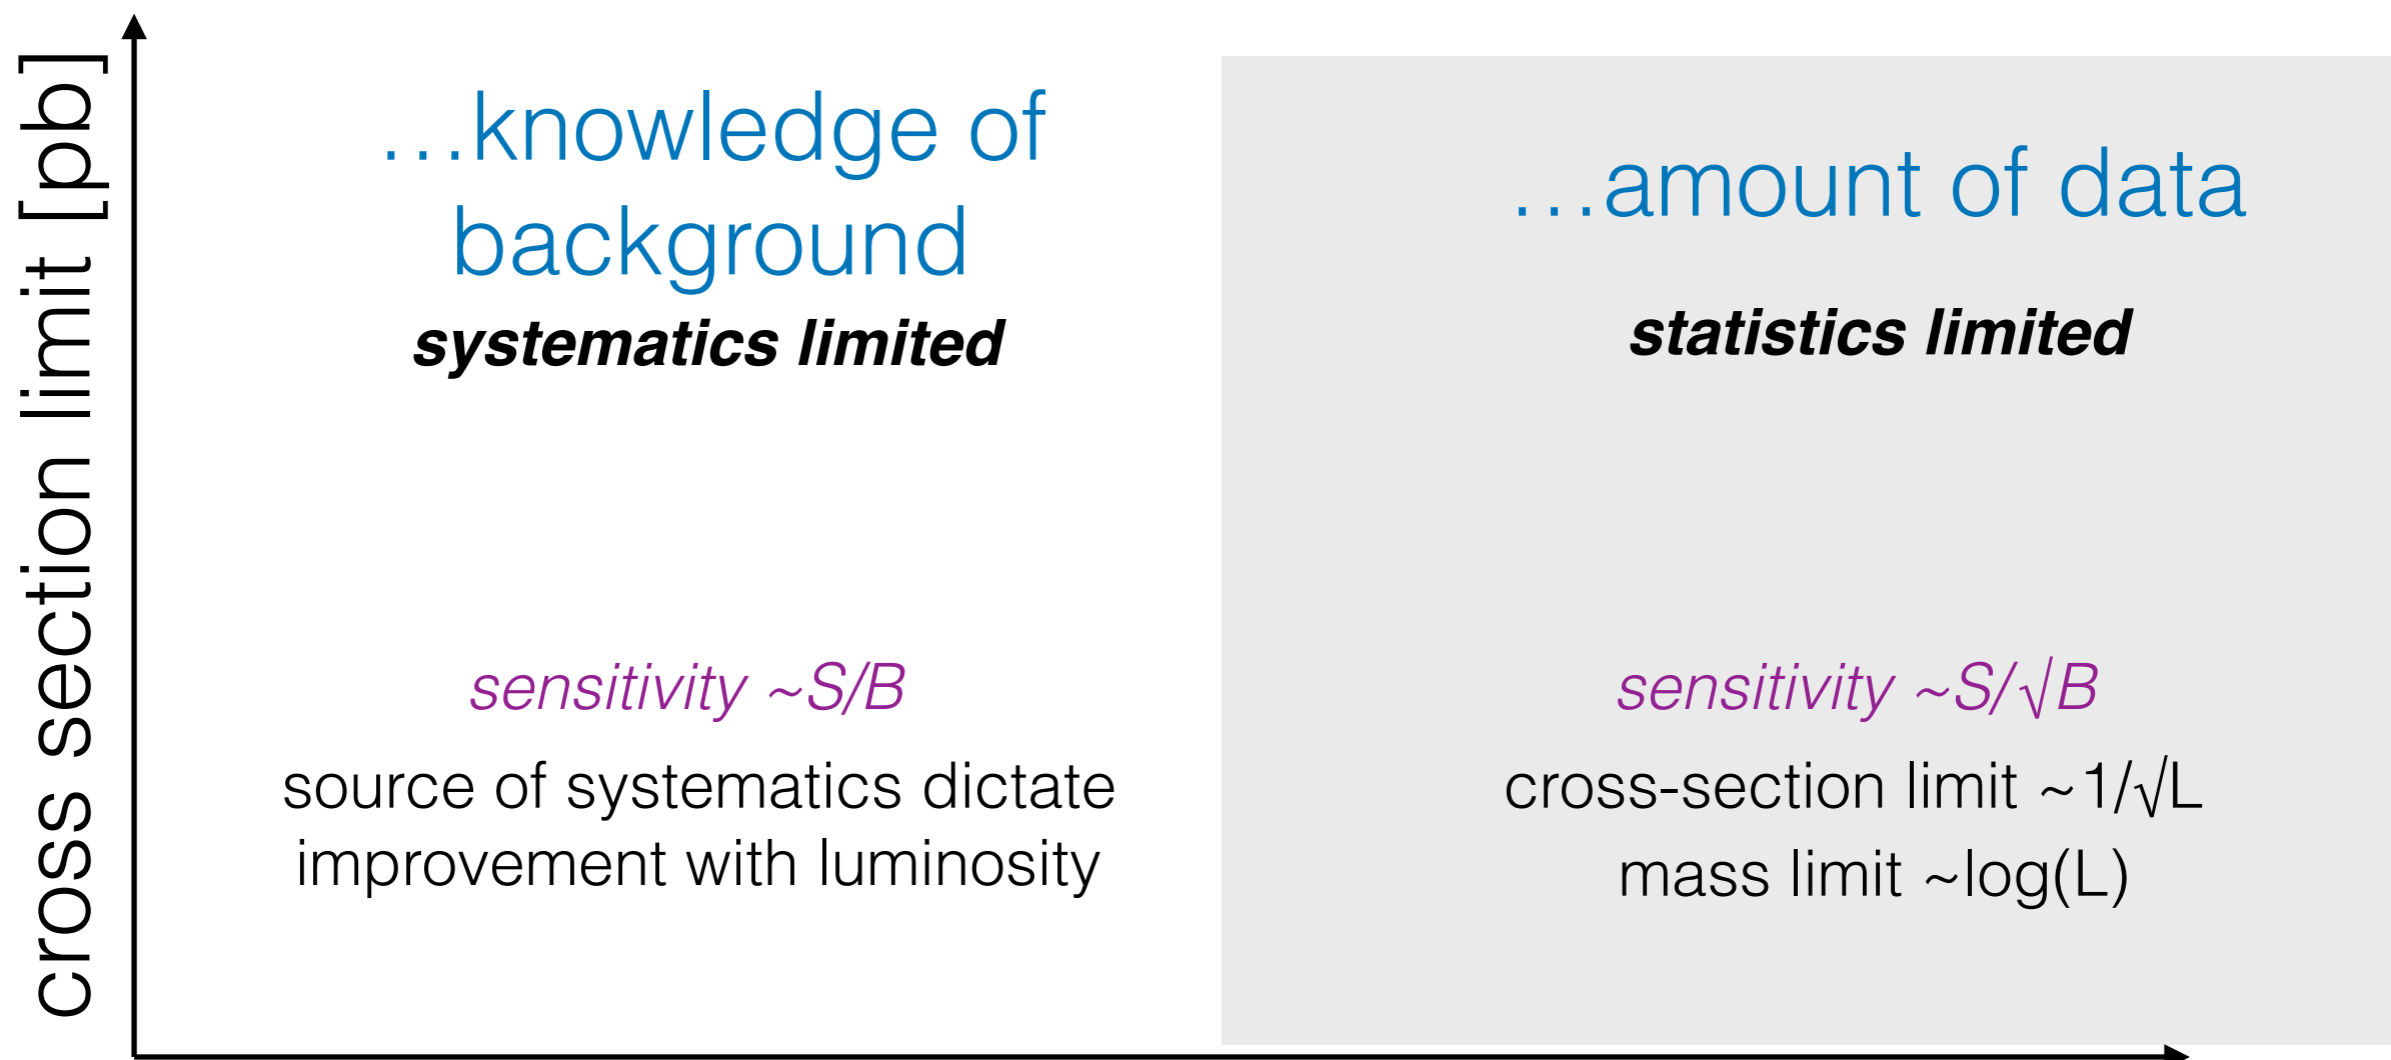 cross section limit [pb]
...knowledge of
background
systematics limited
sensitivity ~S/B
source of systematics dictate
improvement with luminosity
...amount of data
statistics limited
sensitivity ~S/√B
cross-section limit ~1/√L
mass limit ~log(L)